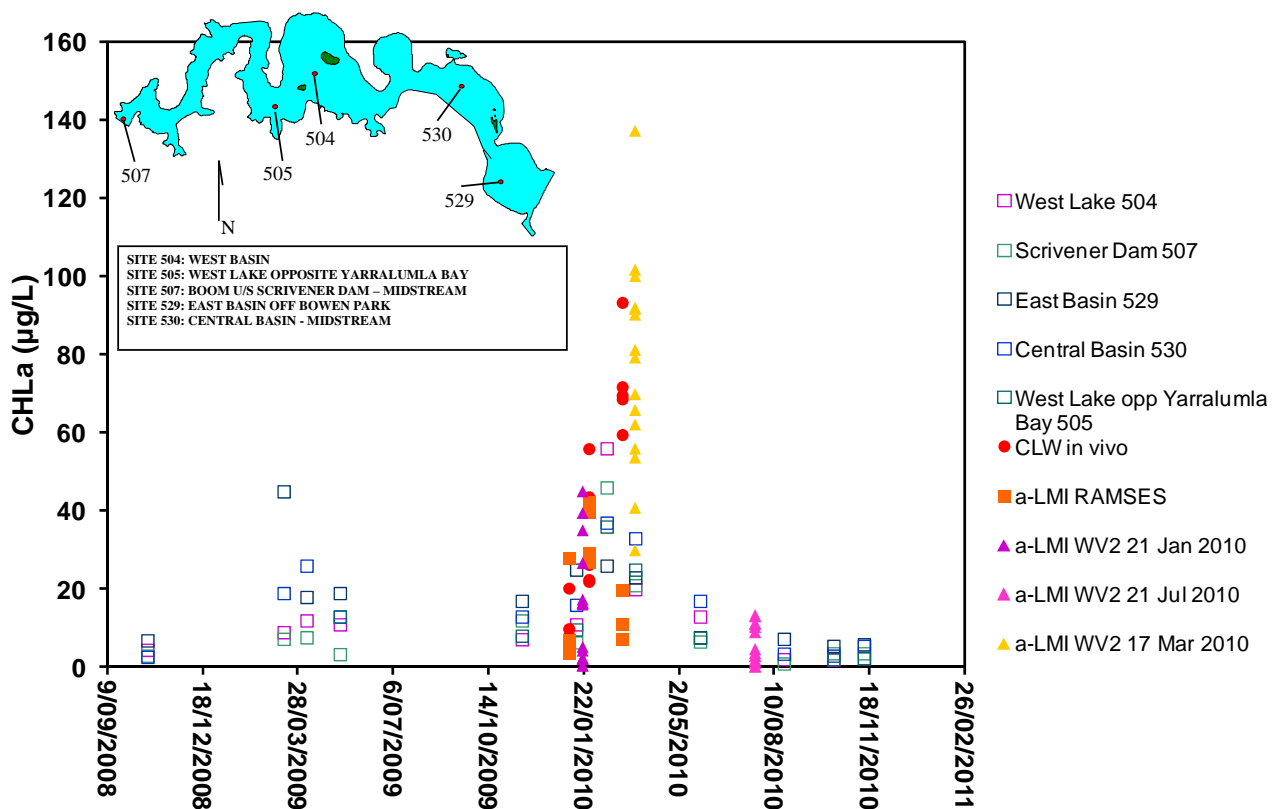 160
140
120
100
80
60
40
20
0
CHLa (µg/L)
507
505
504
530
529
N
SITE 504: WEST BASIN
SITE 505: WEST LAKE OPPOSITE YARRALUMLA BAY
SITE 507: BOOM U/S SCRIVENER DAM – MIDSTREAM
SITE 529: EAST BASIN OFF BOWEN PARK
SITE 530: CENTRAL BASIN - MIDSTREAM
9/09/2008
18/12/2008
28/03/2009
6/07/2009
14/10/2009
22/01/2010
2/05/2010
10/08/2010
18/11/2010
26/02/2011
West Lake 504
Scrivener Dam 507
East Basin 529
Central Basin 530
West Lake opp Yarralumla
Bay 505
CLW in vivo
a-LMI RAMSES
a-LMI WV2 21 Jan 2010
a-LMI WV2 21 Jul 2010
a-LMI WV2 17 Mar 2010